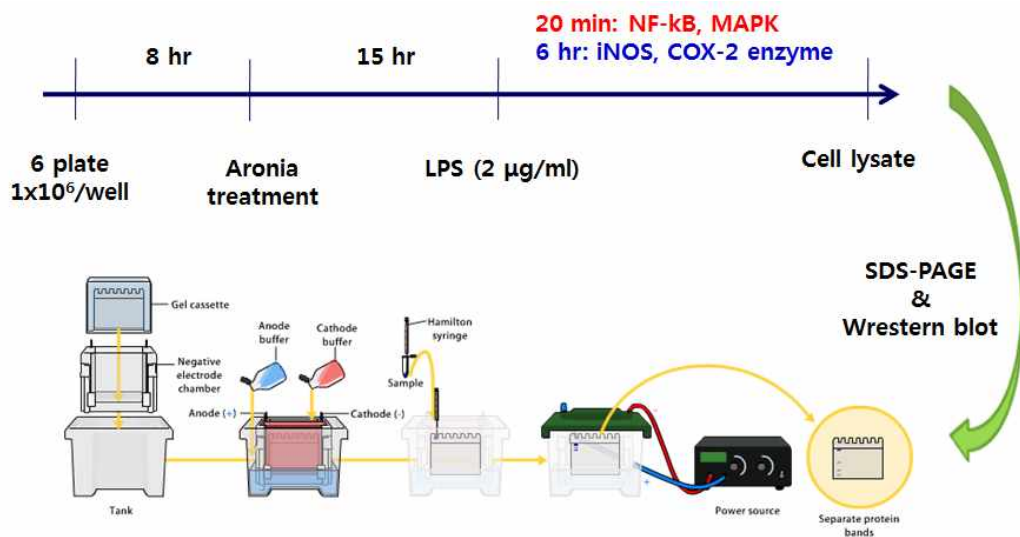 20 min: NF-kB, MAPK
6 hr: iNOS, COX-2 enzyme
8 hr
15 hr
6 plate
1x10⁶/well
Aronia
treatment
LPS (2 μg/ml)
Cell lysate
SDS-PAGE
&
Wrestern blot
Gel cassette
Negative
electrode
chamber
Tank
Anode
buffer
Cathode
buffer
Anode (+)
Cathode (-)
Hamilton
syringe
Sample
-
+
Power source
Separate protein
bands